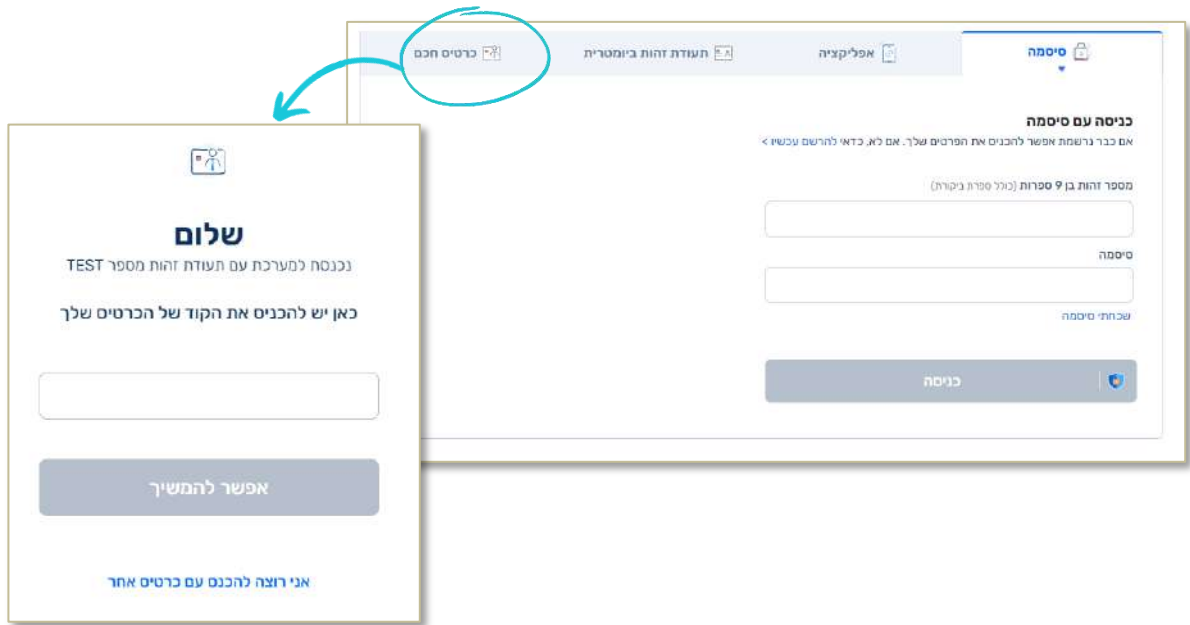 סיסמה
אפליקציה
תעודת זהות ביומטרית
כרטיס חכם
כניסה עם סיסמה
אם כבר נרשמת אפשר להכניס את הפרטים שלך. אם לא, כדאי להרשם עכשיו >
מספר זהות בן 9 ספרות (כולל ספרת ביקורת)
סיסמה
שכחתי סיסמה
כניסה
שלום
נכנסת למערכת עם תעודת זהות מספר TEST
כאן יש להכניס את הקוד של הכרטיס שלך
אפשר להמשיך
אני רוצה להכנס עם כרטיס אחר